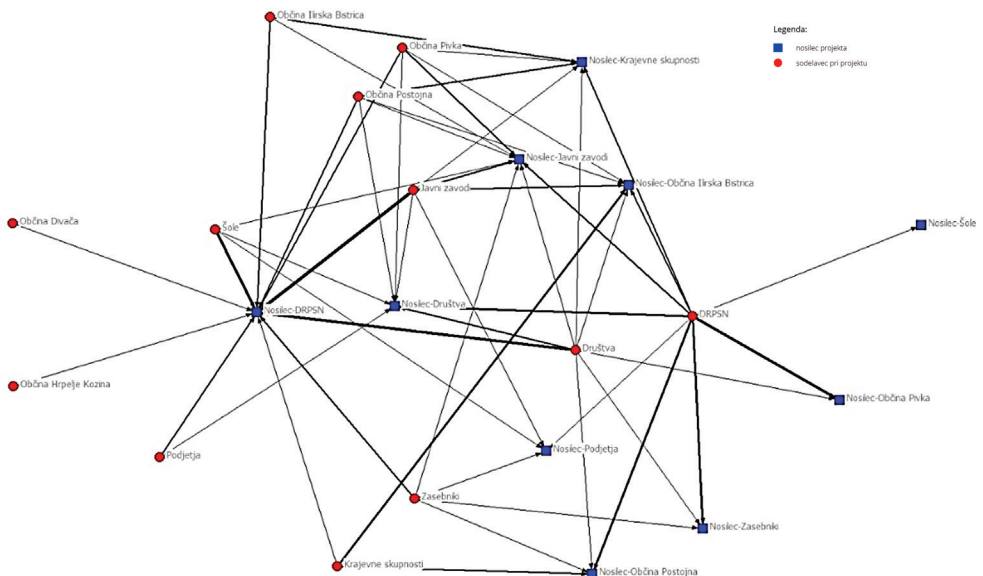 Občina Ilirska Bistrica
Legenda:
nosilec projekta
sodelavec pri projektu
Občina Pivka
Nosilec-Krajevne skupnosti
Občina Postojna
Nosilec-Javni zavodi
Nosilec-Občina Ilirska Bistrica
Javni zavodi
Občina Divača
Šole
Nosilec-Šole
Nosilec-DRPSN
Nosilec-Društva
DRPSN
Društva
Občina Hrpelje Kozina
Nosilec-Občina Pivka
Podjetja
Nosilec-Podjetja
Zasebniki
Nosilec-Zasebniki
Krajevne skupnosti
Nosilec-Občina Postojna